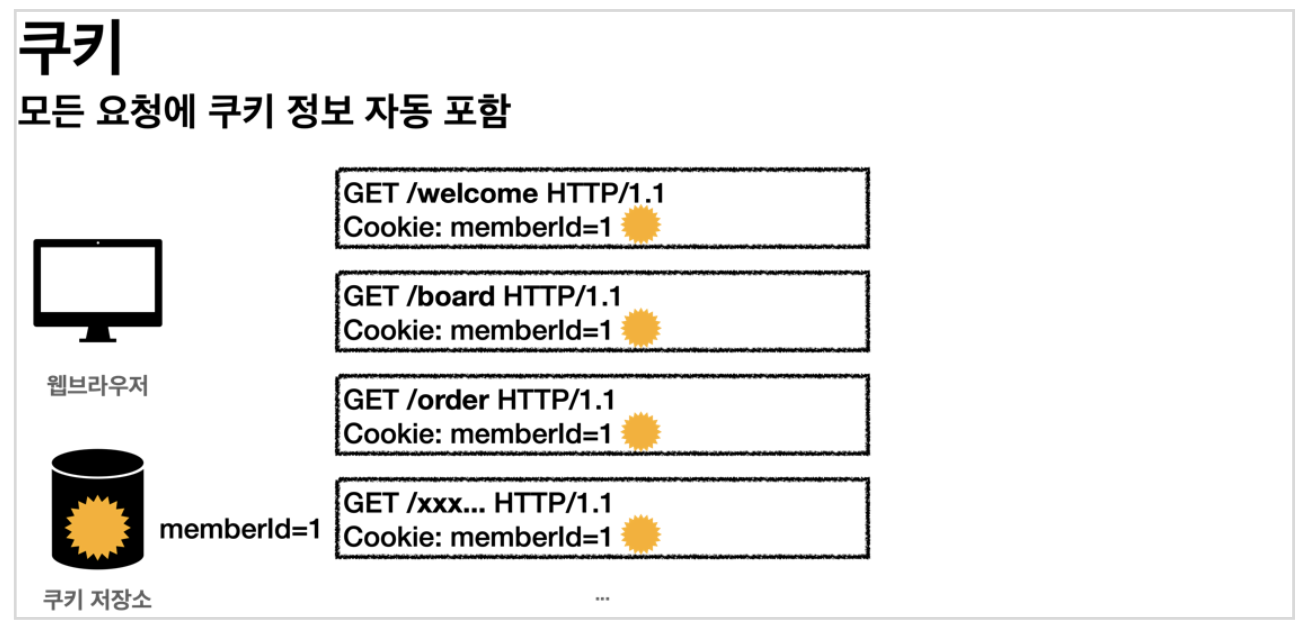 쿠키
모든 요청에 쿠키 정보 자동 포함
GET /welcome HTTP/1.1
Cookie: memberId=1
GET /board HTTP/1.1
Cookie: memberId=1
웹브라우저
GET /order HTTP/1.1
Cookie: memberId=1
GET /xxx... HTTP/1.1
memberId=1
Cookie: memberId=1
쿠키 저장소
...